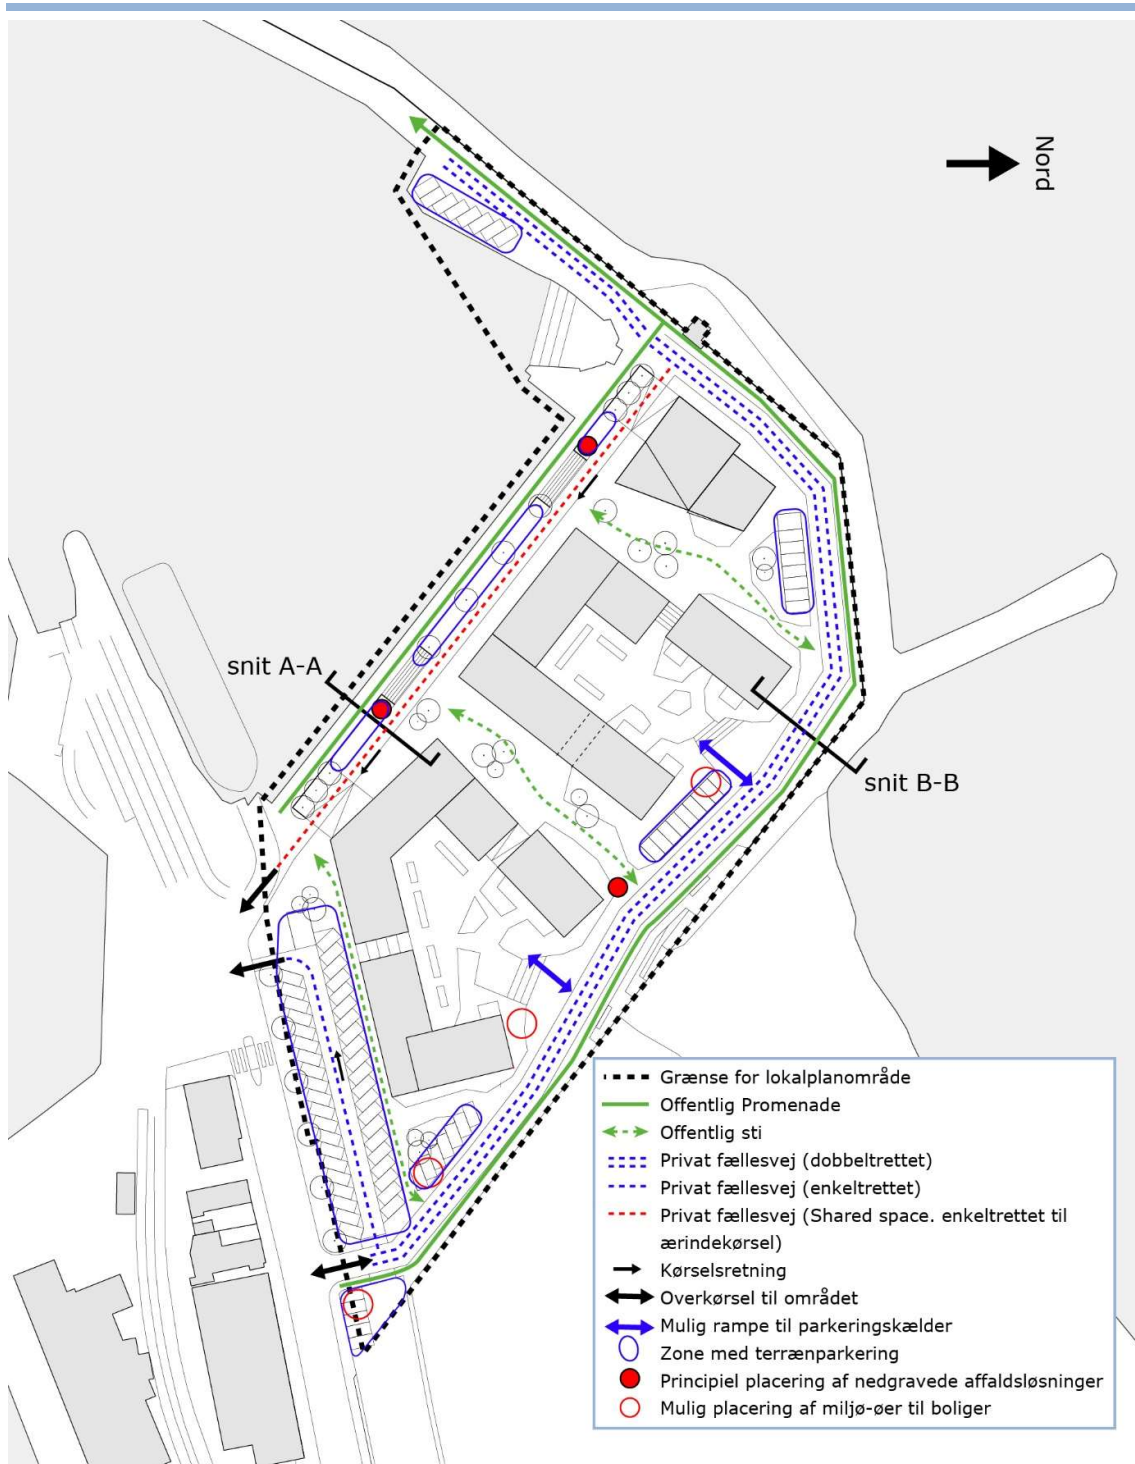 Nord
snit A-A
snit B-B
Grænse for lokalplanområde
Offentlig Promenade
Offentlig sti
Privat fællesvej (dobbeltrettet)
Privat fællesvej (enkeltrettet)
Privat fællesvej (Shared space. enkeltrettet til
ærindekørsel)
Kørselsretning
Overkørsel til området
Mulig rampe til parkeringskælder
Zone med terrænparkering
Principiel placering af nedgravede affaldsløsninger
Mulig placering af miljø-øer til boliger